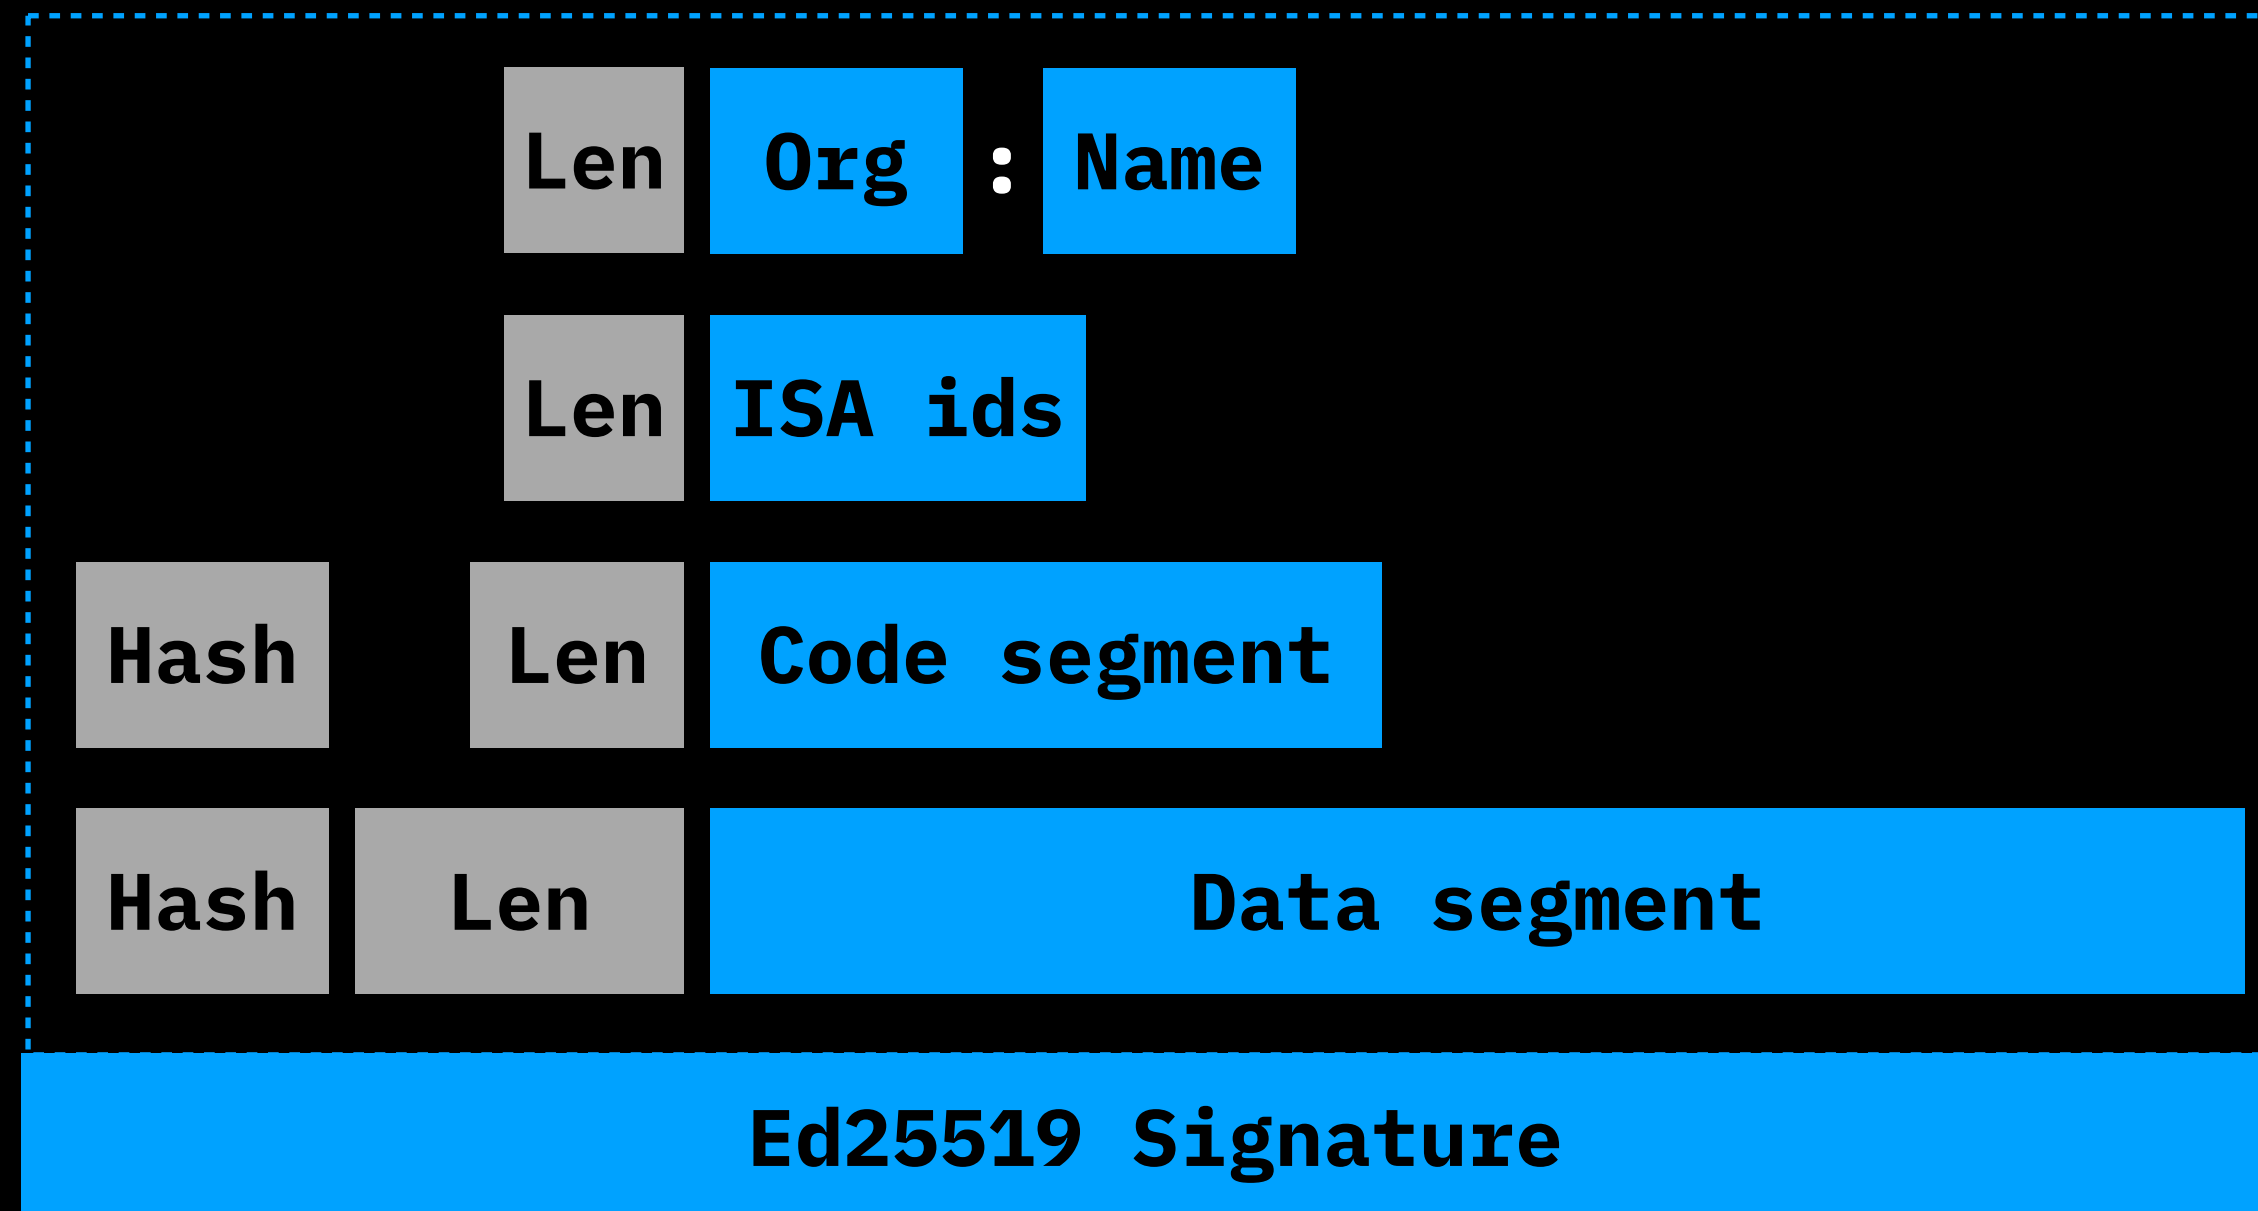 Len Org : Name
Len ISA ids
Hash Len Code segment
Hash Len Data segment
Ed25519 Signature